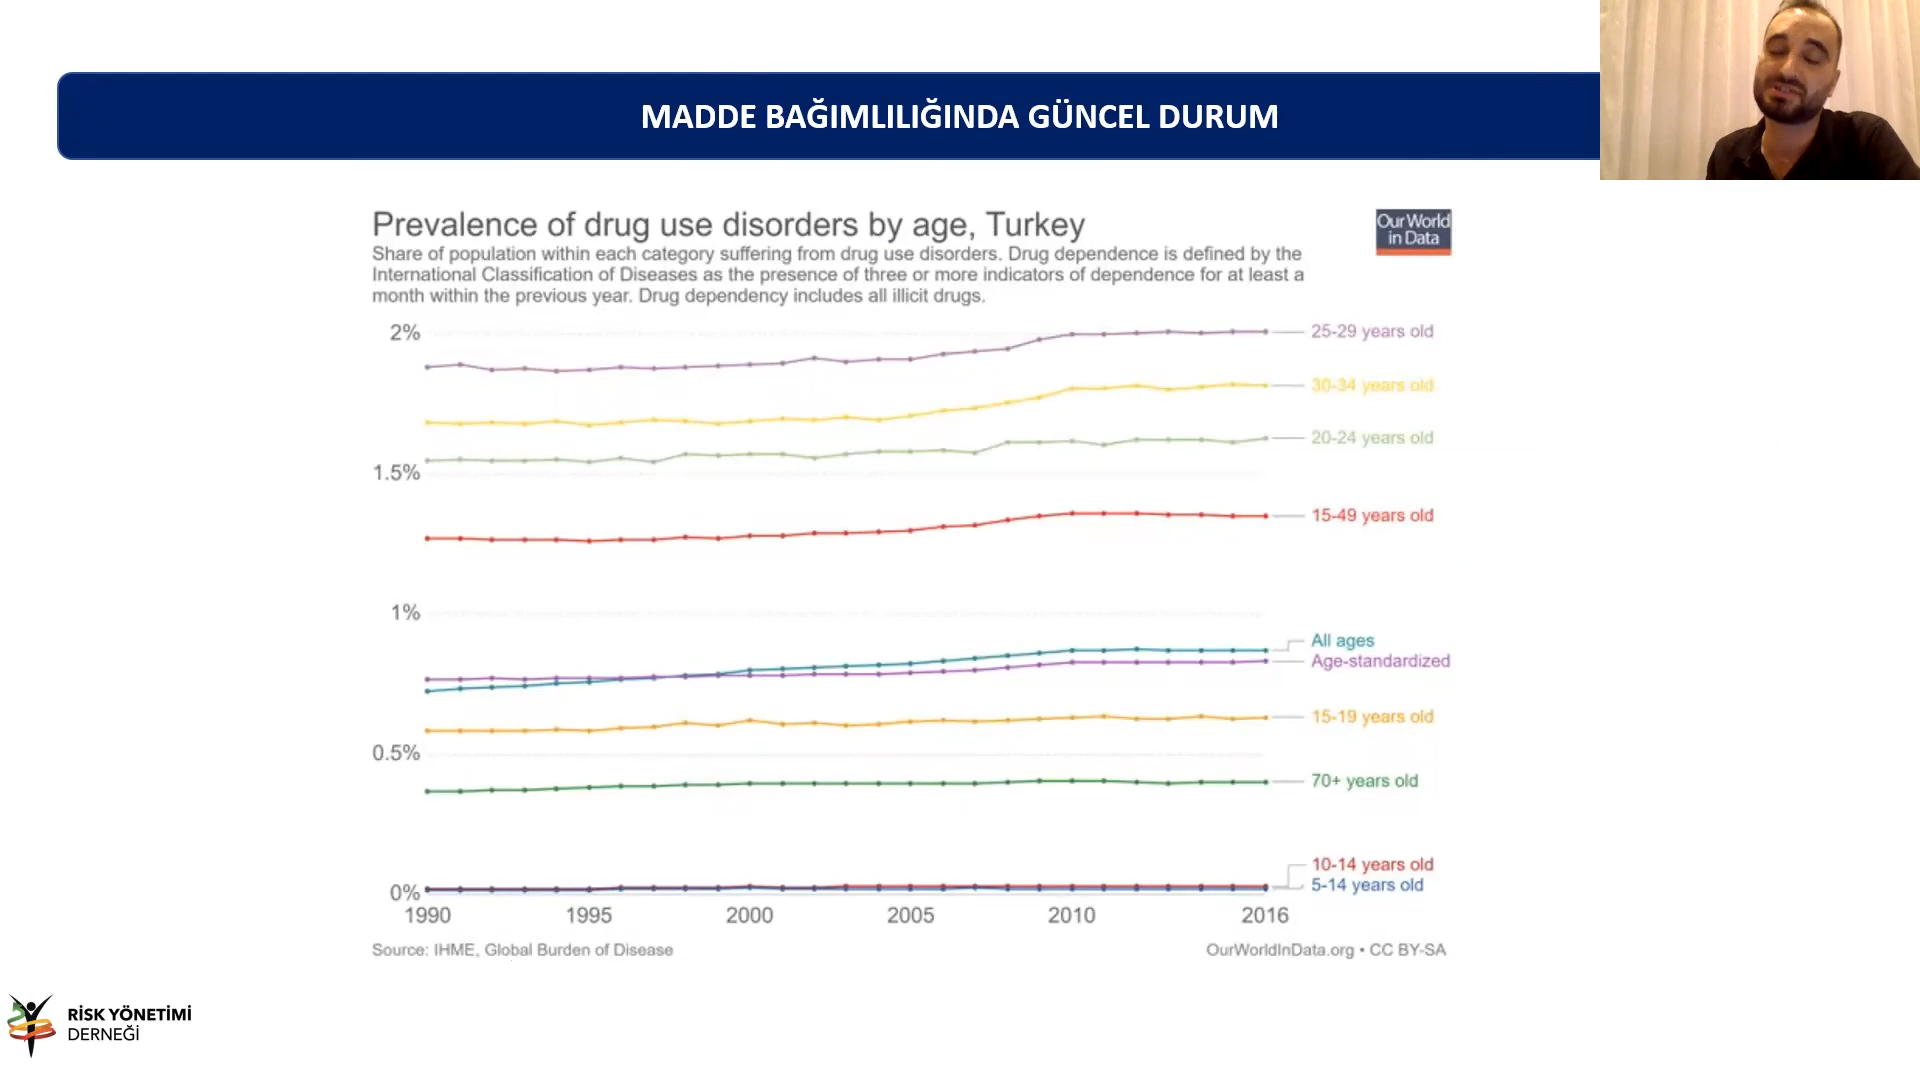 MADDE BAĞIMLILIĞINDA GÜNCEL DURUM
Prevalence of drug use disorders by age, Turkey
Our World
in Data
Share of population within each category suffering from drug use disorders. Drug dependence is defined by the
International Classification of Diseases as the presence of three or more indicators of dependence for at least a
month within the previous year. Drug dependency includes all illicit drugs.
2%
25-29 years old
30-34 years old
20-24 years old
1.5%
15-49 years old
1%
All ages
Age-standardized
15-19 years old
0.5%
70+ years old
10-14 years old
5-14 years old
0%
1990 1995 2000 2005 2010 2016
Source: IHME, Global Burden of Disease
OurWorldInData.org • CC BY-SA
RİSK YÖNETİMİ
DERNEĞİ